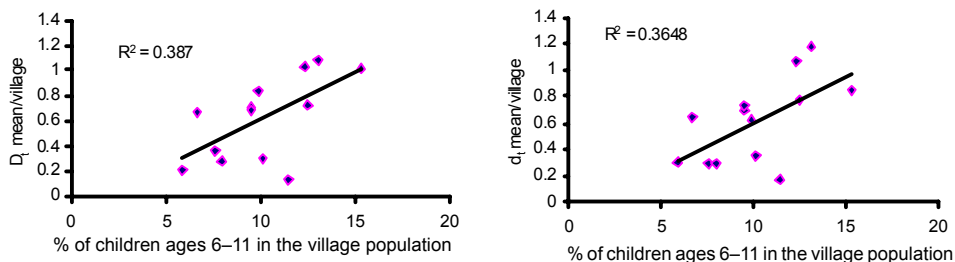 1.4
1.2
1
0.8
0.6
0.4
0.2
0
D_t mean/village
R² = 0.387
0 5 10 15 20
% of children ages 6–11 in the village population
1.4
1.2
1
0.8
0.6
0.4
0.2
0
d_t mean/village
R² = 0.3648
0 5 10 15 20
% of children ages 6–11 in the village population